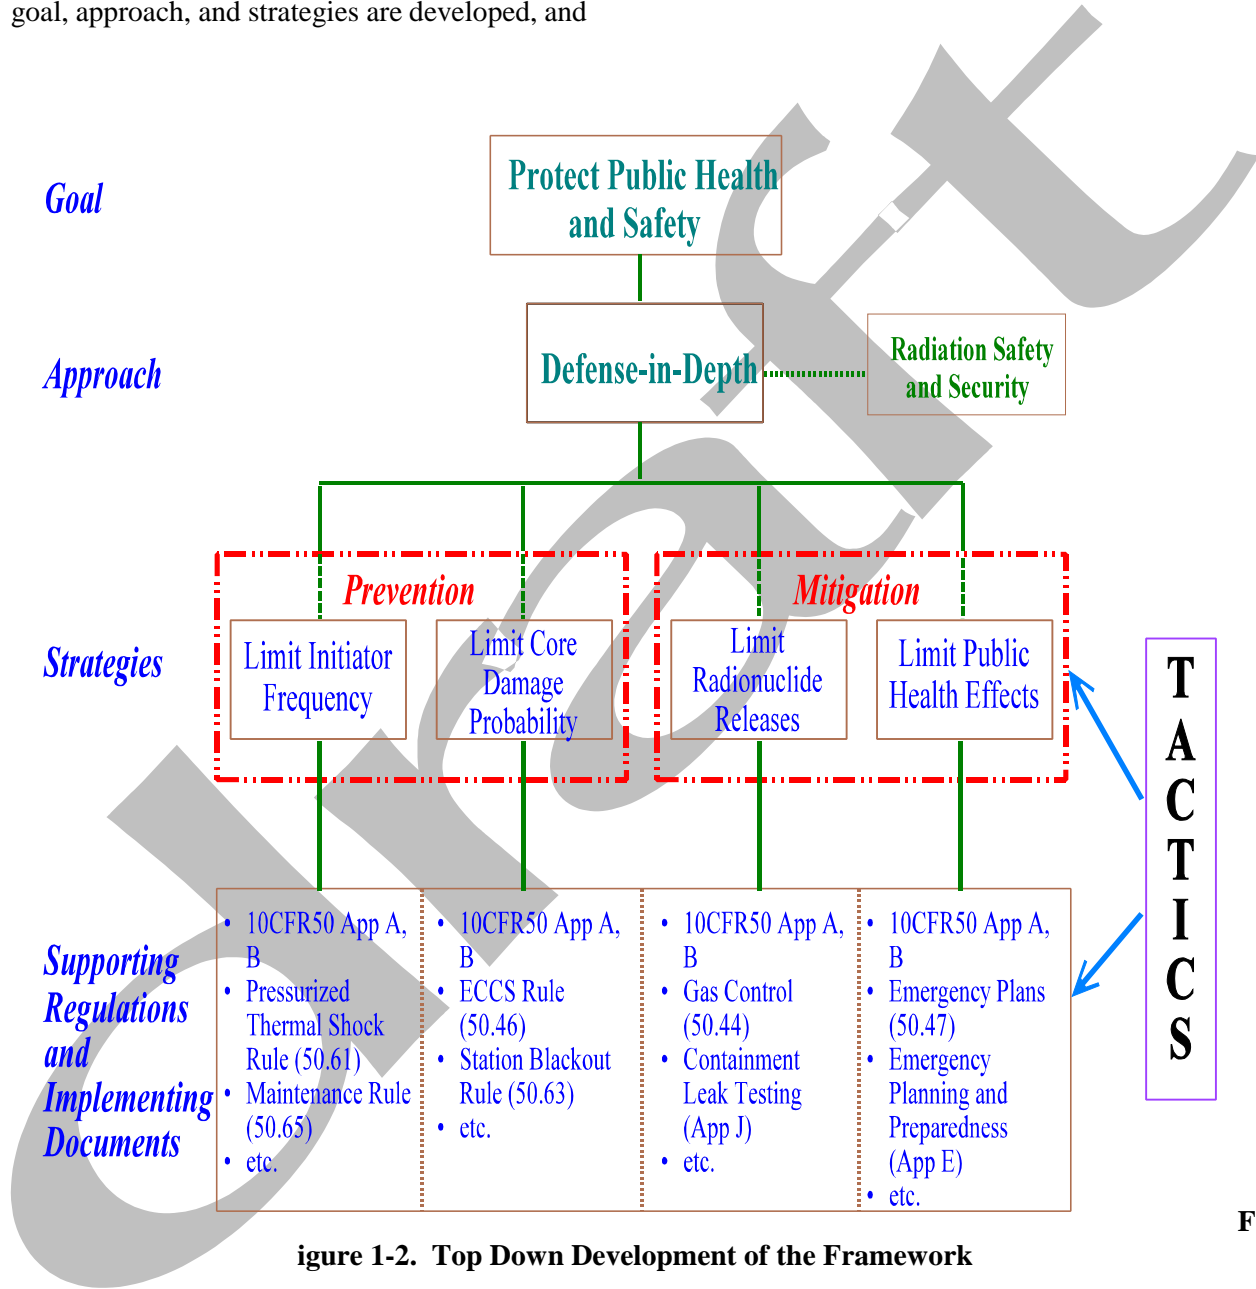 goal, approach, and strategies are developed, and
Goal
Protect Public Health
and Safety
Approach
Defense-in-Depth
Radiation Safety
and Security
Prevention
Mitigation
Strategies
Limit Initiator
Frequency
Limit Core
Damage
Probability
Limit
Radionuclide
Releases
Limit Public
Health Effects
T
A
C
T
I
C
S
Supporting
Regulations
and
Implementing
Documents
• 10CFR50 App A,
B
• Pressurized
Thermal Shock
Rule (50.61)
• Maintenance Rule
(50.65)
• etc.
• 10CFR50 App A,
B
• ECCS Rule
(50.46)
• Station Blackout
Rule (50.63)
• etc.
• 10CFR50 App A,
B
• Gas Control
(50.44)
• Containment
Leak Testing
(App J)
• etc.
• 10CFR50 App A,
B
• Emergency Plans
(50.47)
• Emergency
Planning and
Preparedness
(App E)
• etc.
F
igure 1-2. Top Down Development of the Framework
draft